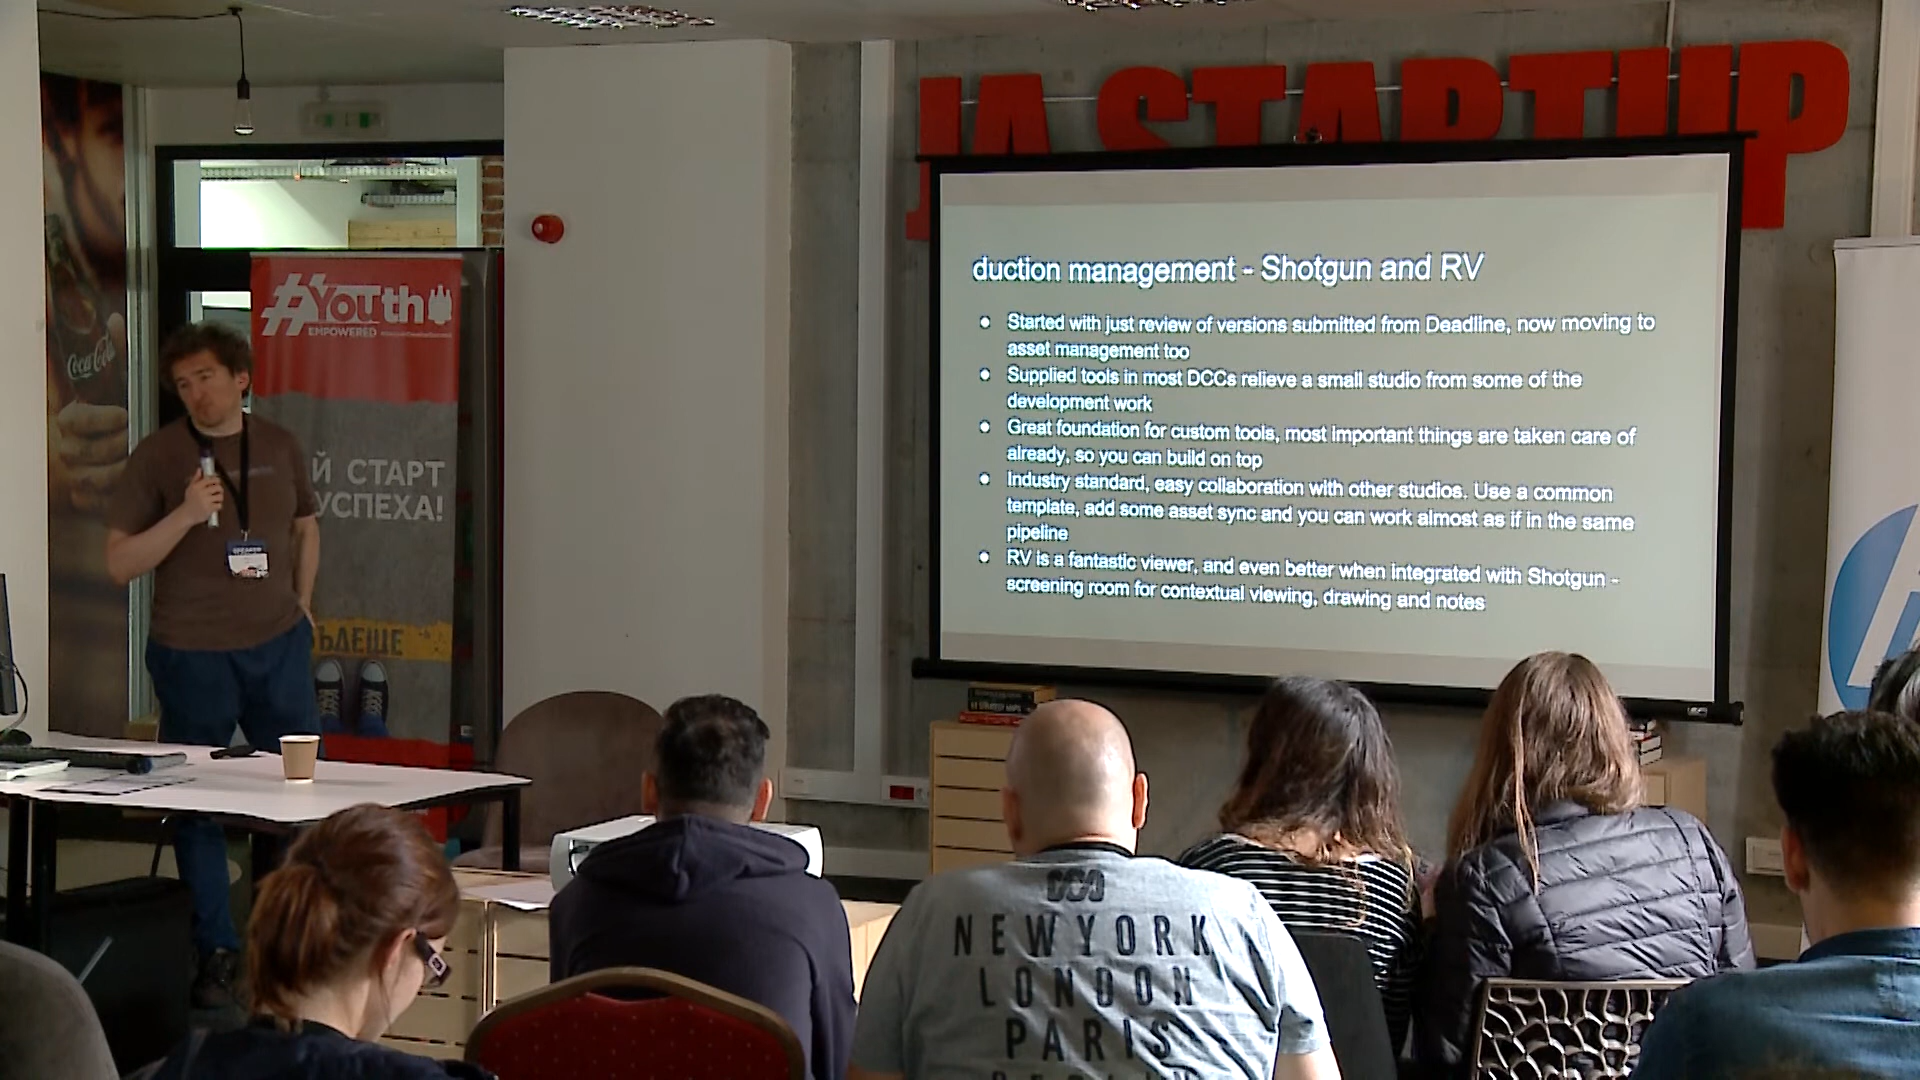 JA STARTUP
#YOUth
EMPOWERED
Coca-Cola
Й СТАРТ
УСПЕХА!
ЪДЕЩЕ
SPEAKER
duction management - Shotgun and RV
• Started with just review of versions submitted from Deadline, now moving to
asset management too
• Supplied tools in most DCCs relieve a small studio from some of the
development work
• Great foundation for custom tools, most important things are taken care of
already, so you can build on top
• Industry standard, easy collaboration with other studios. Use a common
template, add some asset sync and you can work almost as if in the same
pipeline
• RV is a fantastic viewer, and even better when integrated with Shotgun -
screening room for contextual viewing, drawing and notes
NEWYORK
LONDON
PARIS
BERLIN